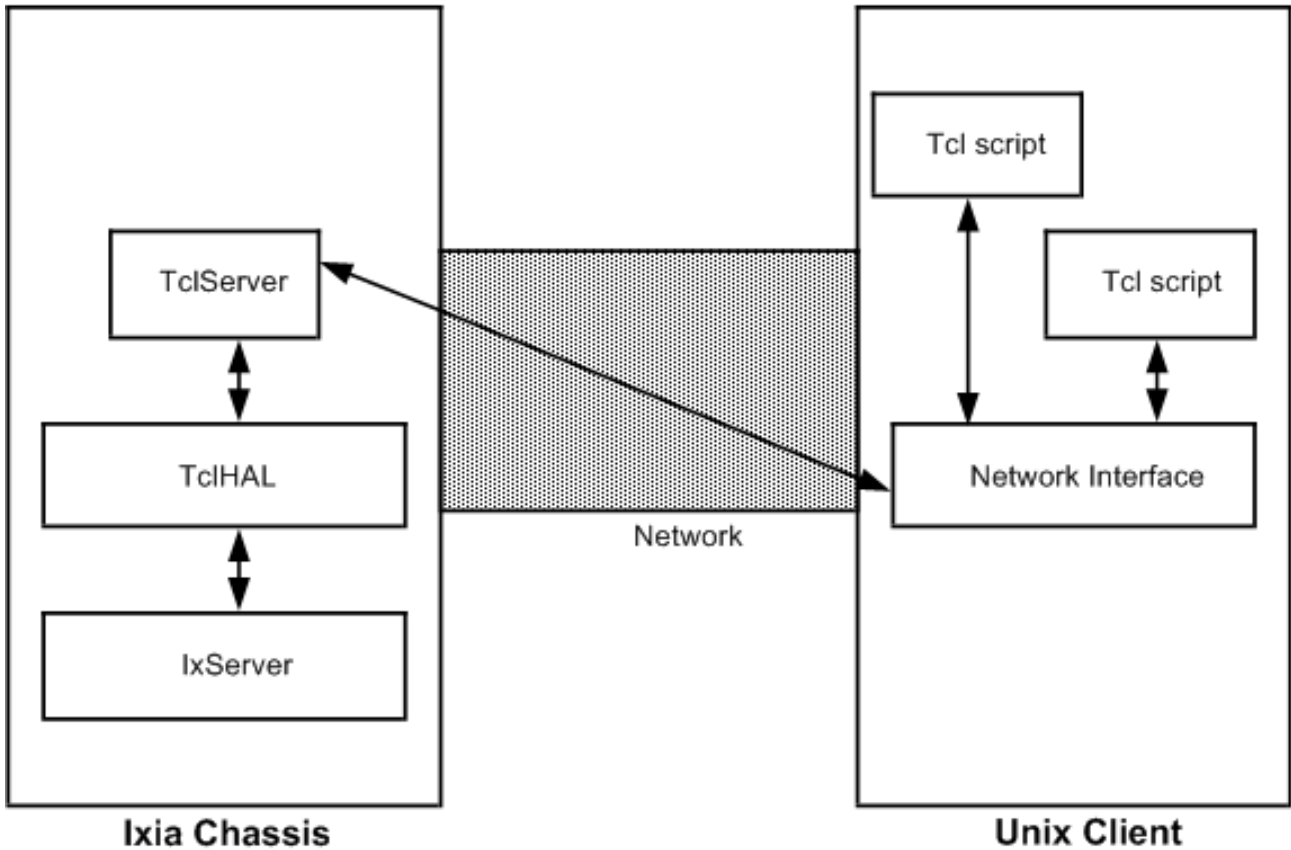 Tcl script
Tcl script
TclServer
TclHAL
Network Interface
Network
IxServer
Ixia Chassis
Unix Client